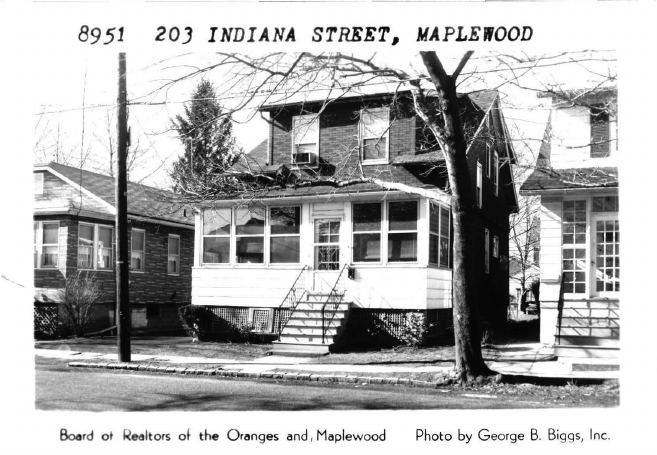 8951 203 INDIANA STREET, MAPLEWOOD
Board of Realtors of the Oranges and, Maplewood Photo by George B. Biggs, Inc.